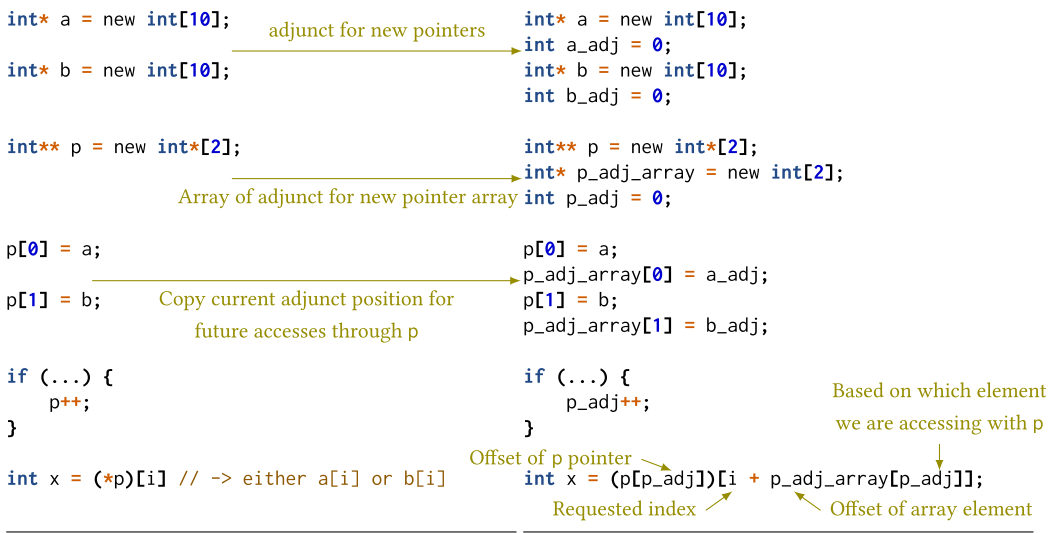 int* a = new int[10];
int* b = new int[10];
int** p = new int*[2];
p[0] = a;
p[1] = b;
if (...) {
    p++;
}
int x = (*p)[i] // -> either a[i] or b[i]
adjunct for new pointers
Array of adjunct for new pointer array
Copy current adjunct position for
future accesses through p
int* a = new int[10];
int a_adj = 0;
int* b = new int[10];
int b_adj = 0;
int** p = new int*[2];
int* p_adj_array = new int[2];
int p_adj = 0;
p[0] = a;
p_adj_array[0] = a_adj;
p[1] = b;
p_adj_array[1] = b_adj;
if (...) {
    p_adj++;
}
Based on which element
we are accessing with p
Offset of p pointer
int x = (p[p_adj])[i + p_adj_array[p_adj]];
Requested index
Offset of array element